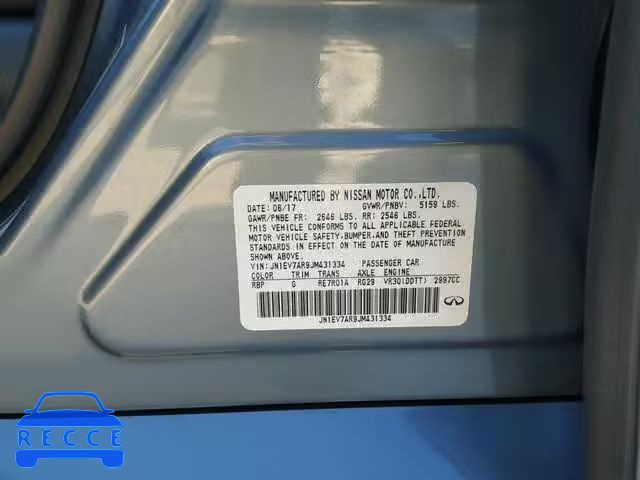 MANUFACTURED BY NISSAN MOTOR CO.,LTD.
DATE: 06/17 GVWR/PNBV: 5159 LBS.
GAWR/PNBE FR: 2646 LBS. RR: 2546 LBS.
THIS VEHICLE CONFORMS TO ALL APPLICABLE FEDERAL
MOTOR VEHICLE SAFETY,BUMPER,AND THEFT PREVENTION
STANDARDS IN EFFECT ON THE DATE OF MANUFACTURE
SHOWN ABOVE.
VIN: JN1EV7AR9JM431334 PASSENGER CAR
COLOR TRIM TRANS AXLE ENGINE
RBP G RE7R01A RG29 VR30(DDTT) 2997CC
JN1EV7AR9JM431334
INFINITI
RECCE